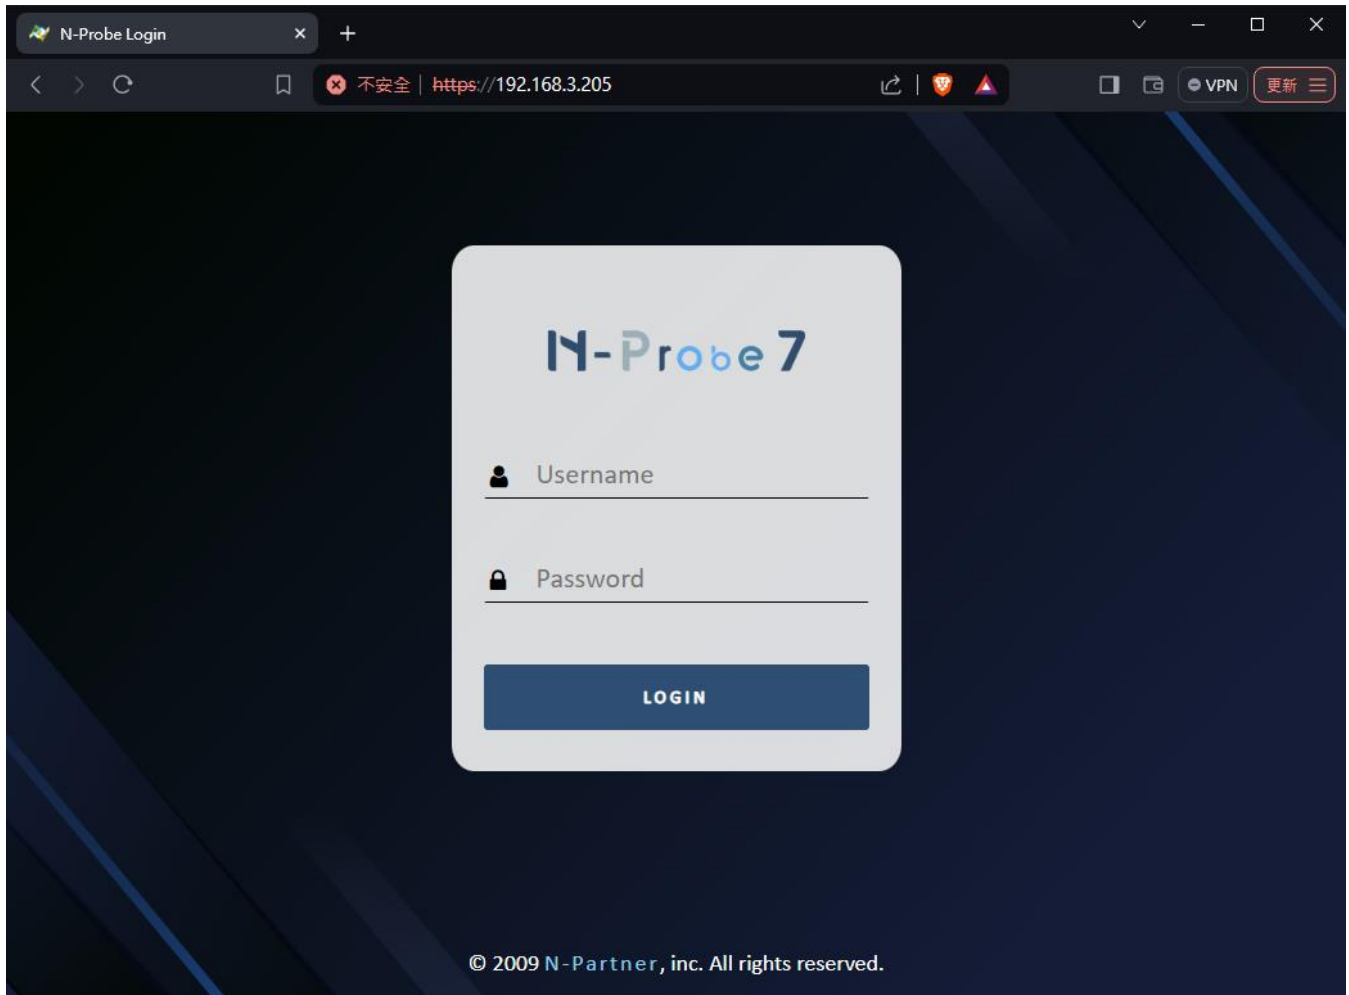 N-Probe Login
不安全 https://192.168.3.205
VPN
更新
N-Probe 7
Username
Password
LOGIN
© 2009 N-Partner, inc. All rights reserved.